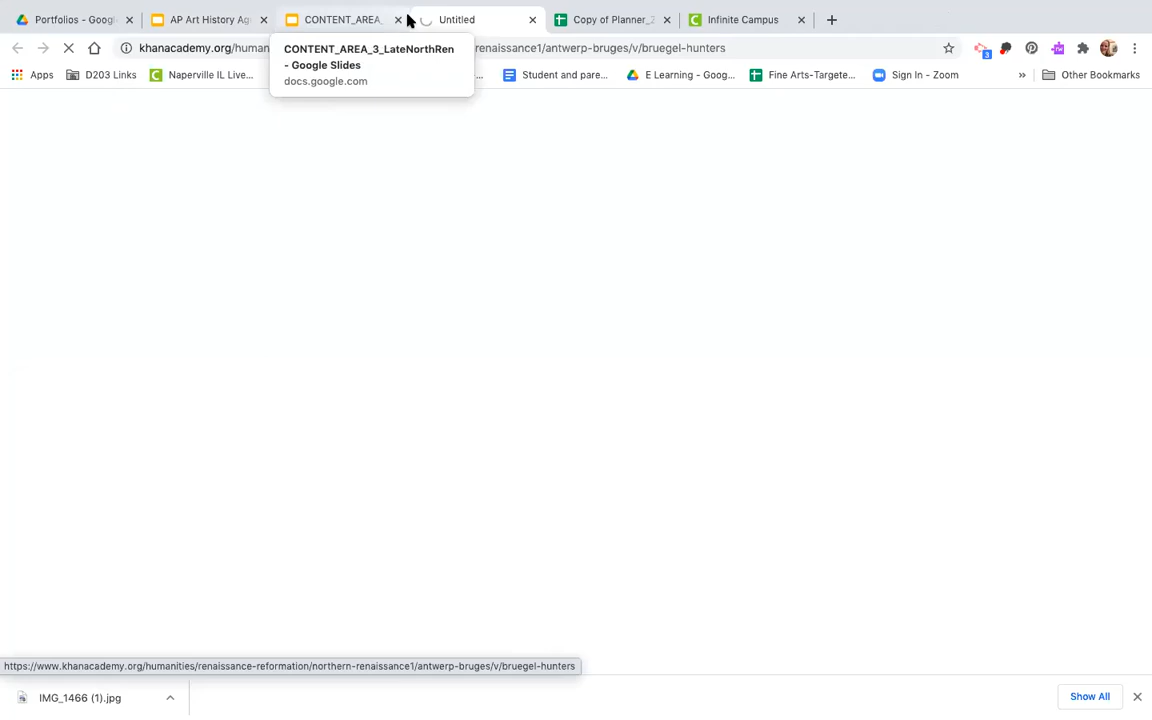 Portfolios - Googl
AP Art History Ag
CONTENT_AREA_
Untitled
Copy of Planner_
Infinite Campus
khanacademy.org/human
renaissance1/antwerp-bruges/v/bruegel-hunters
CONTENT_AREA_3_LateNorthRen
- Google Slides
docs.google.com
3
Apps
D203 Links
Naperville IL Live...
...
Student and pare...
E Learning - Goog...
Fine Arts-Targete...
Sign In - Zoom
»
Other Bookmarks
https://www.khanacademy.org/humanities/renaissance-reformation/northern-renaissance1/antwerp-bruges/v/bruegel-hunters
IMG_1466 (1).jpg
Show All